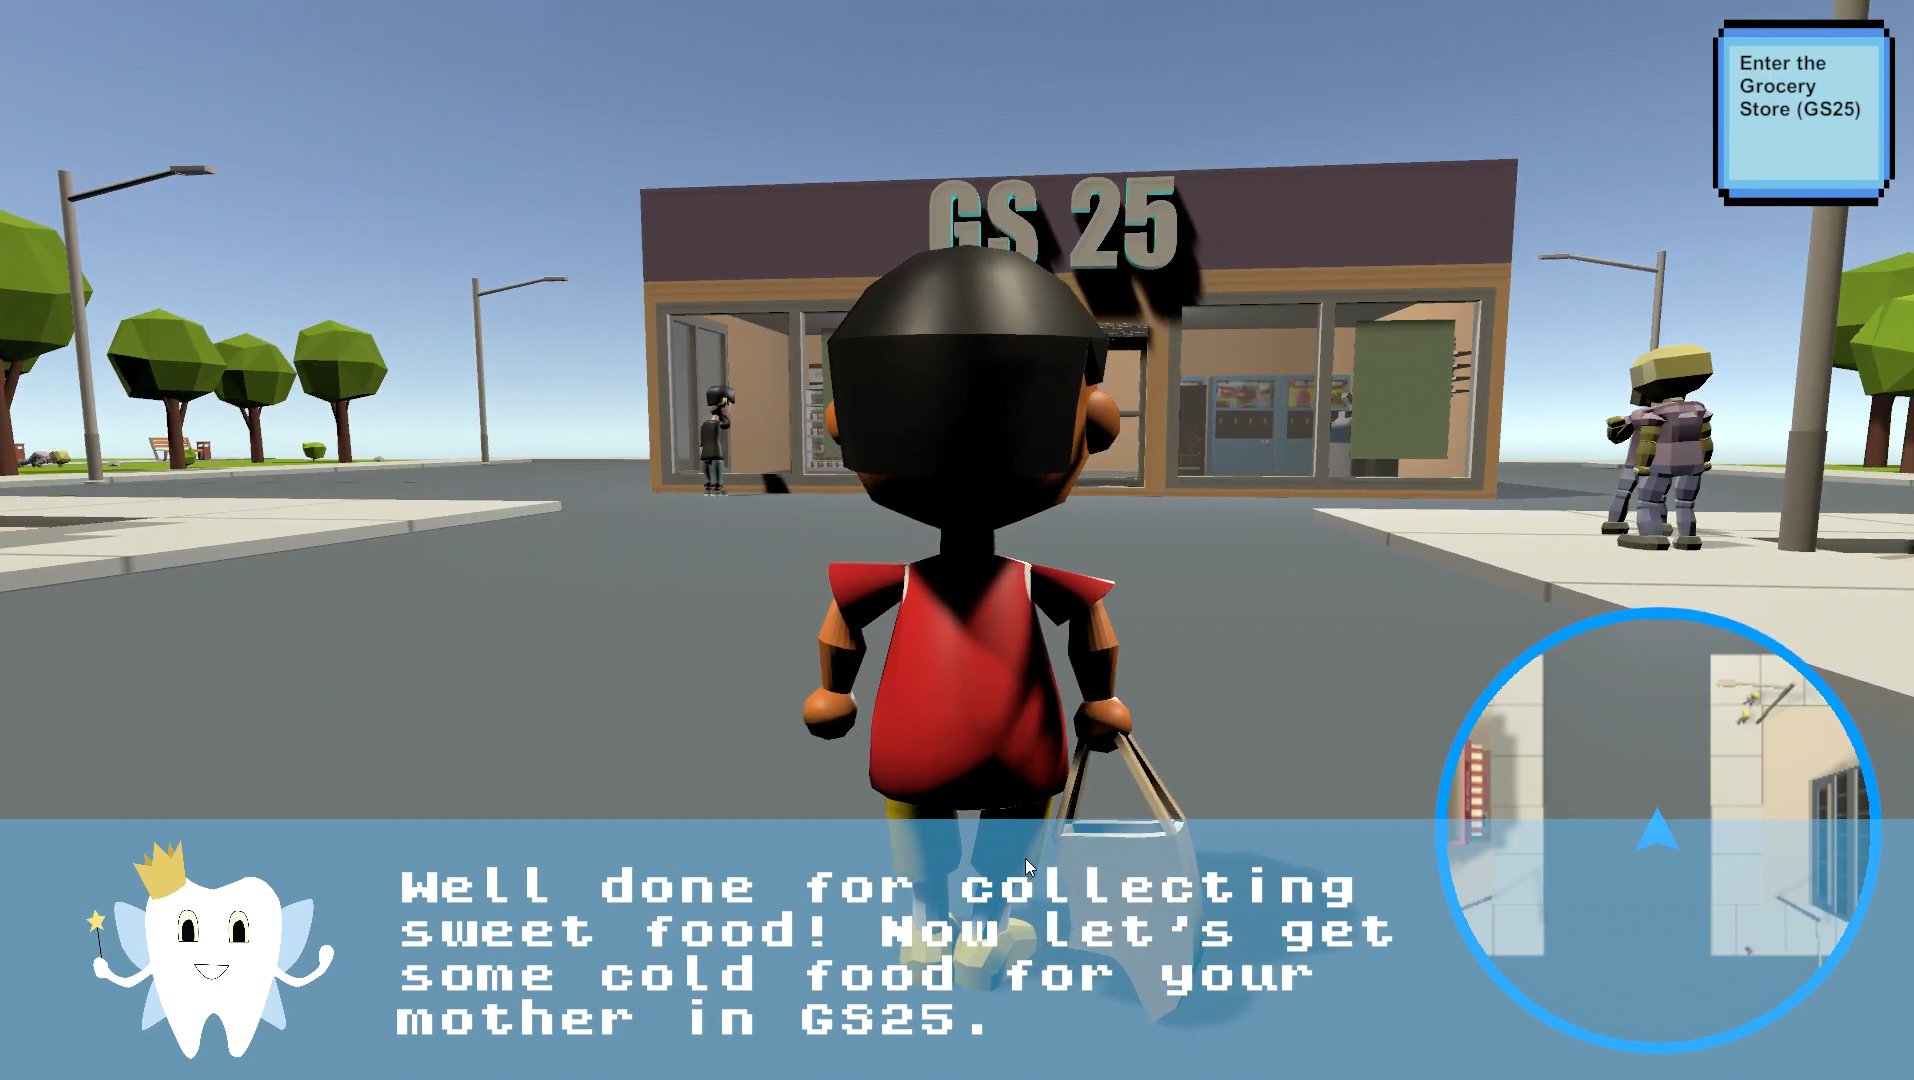 Enter the
Grocery
Store (GS25)
GS 25
Well done for collecting
sweet food! Now let's get
some cold food for your
mother in GS25.